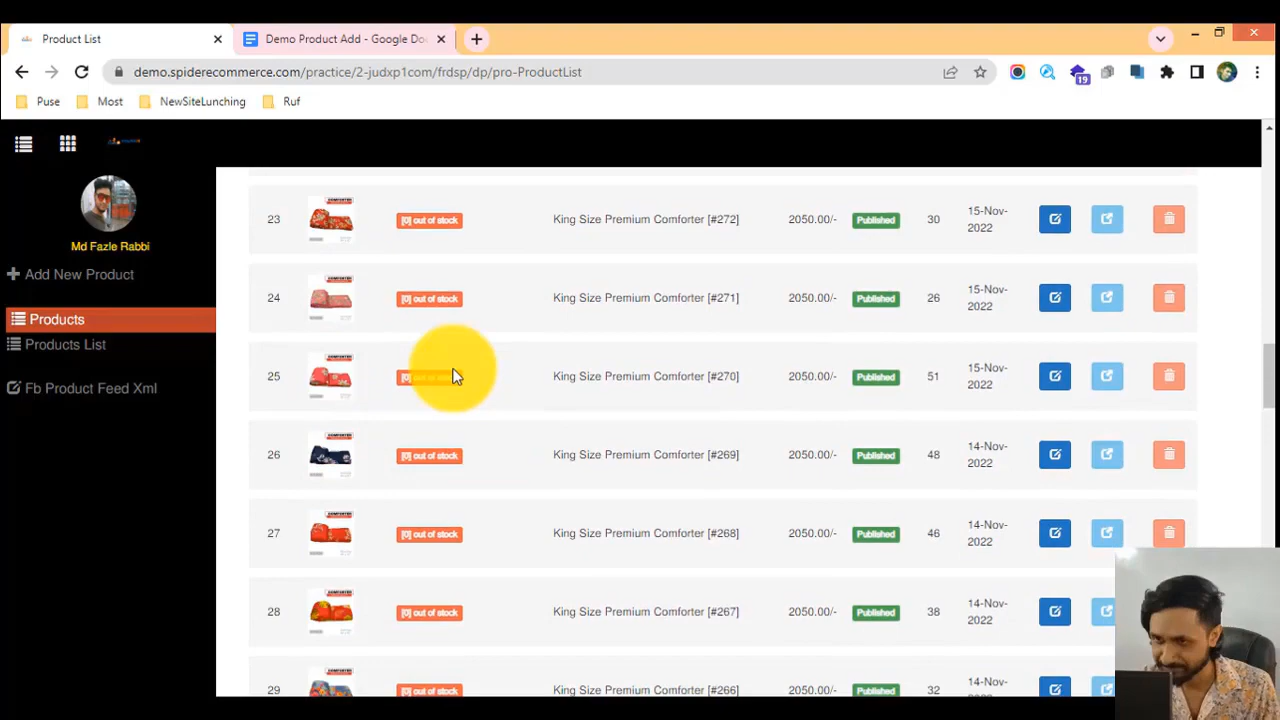 Product List
Demo Product Add - Google Do
demo.spiderecommerce.com/practice/2-judxp1com/frdsp/dp/pro-ProductList
19
Puse
Most
NewSiteLunching
Ruf
Md Fazle Rabbi
Add New Product
Products
Products List
Fb Product Feed Xml
23 [0] out of stock King Size Premium Comforter [#272] 2050.00/- Published 30 15-Nov-
2022
24 [0] out of stock King Size Premium Comforter [#271] 2050.00/- Published 26 15-Nov-
2022
25 [0] out of stock King Size Premium Comforter [#270] 2050.00/- Published 51 15-Nov-
2022
26 [0] out of stock King Size Premium Comforter [#269] 2050.00/- Published 48 14-Nov-
2022
27 [0] out of stock King Size Premium Comforter [#268] 2050.00/- Published 46 14-Nov-
2022
28 [0] out of stock King Size Premium Comforter [#267] 2050.00/- Published 38 14-Nov-
2022
29 [0] out of stock King Size Premium Comforter [#266] 2050.00/- Published 32 14-Nov-